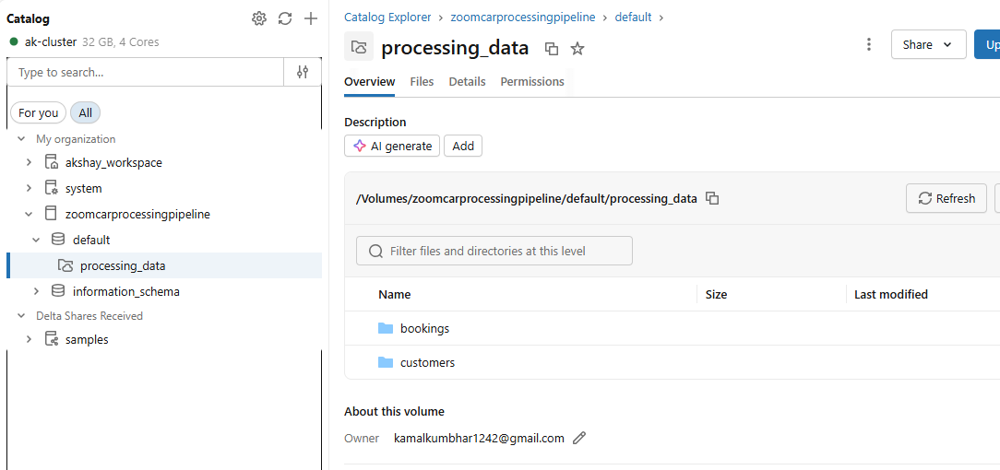 Catalog
ak-cluster 32 GB, 4 Cores
Type to search...
For you All
My organization
akshay_workspace
system
zoomcarprocessingpipeline
default
processing_data
information_schema
Delta Shares Received
samples
Catalog Explorer > zoomcarprocessingpipeline > default >
processing_data
Share
Up
Overview Files Details Permissions
Description
AI generate Add
/Volumes/zoomcarprocessingpipeline/default/processing_data
Refresh
Filter files and directories at this level
Name Size Last modified
bookings
customers
About this volume
Owner kamalkumbhar1242@gmail.com